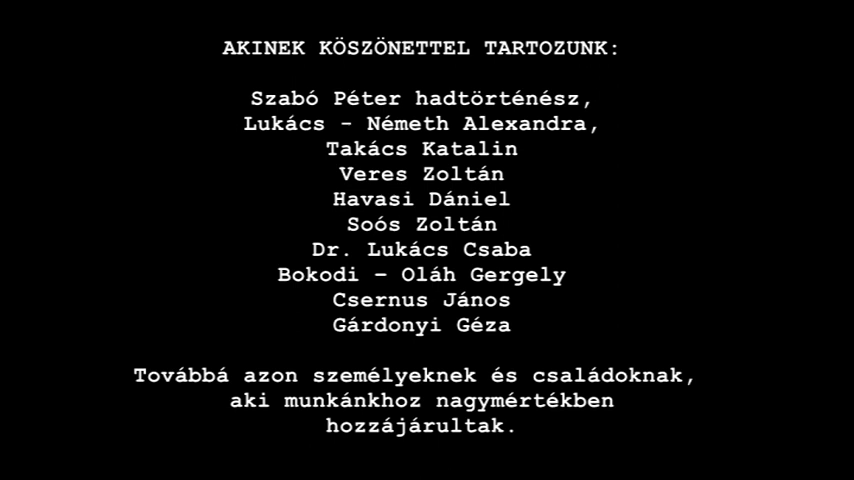 AKINEK KÖSZÖNETTEL TARTOZUNK:
Szabó Péter hadtörténész,
Lukács - Németh Alexandra,
Takács Katalin
Veres Zoltán
Havasi Dániel
Soós Zoltán
Dr. Lukács Csaba
Bokodi – Oláh Gergely
Csernus János
Gárdonyi Géza
Továbbá azon személyeknek és családoknak,
aki munkánkhoz nagymértékben
hozzájárultak.